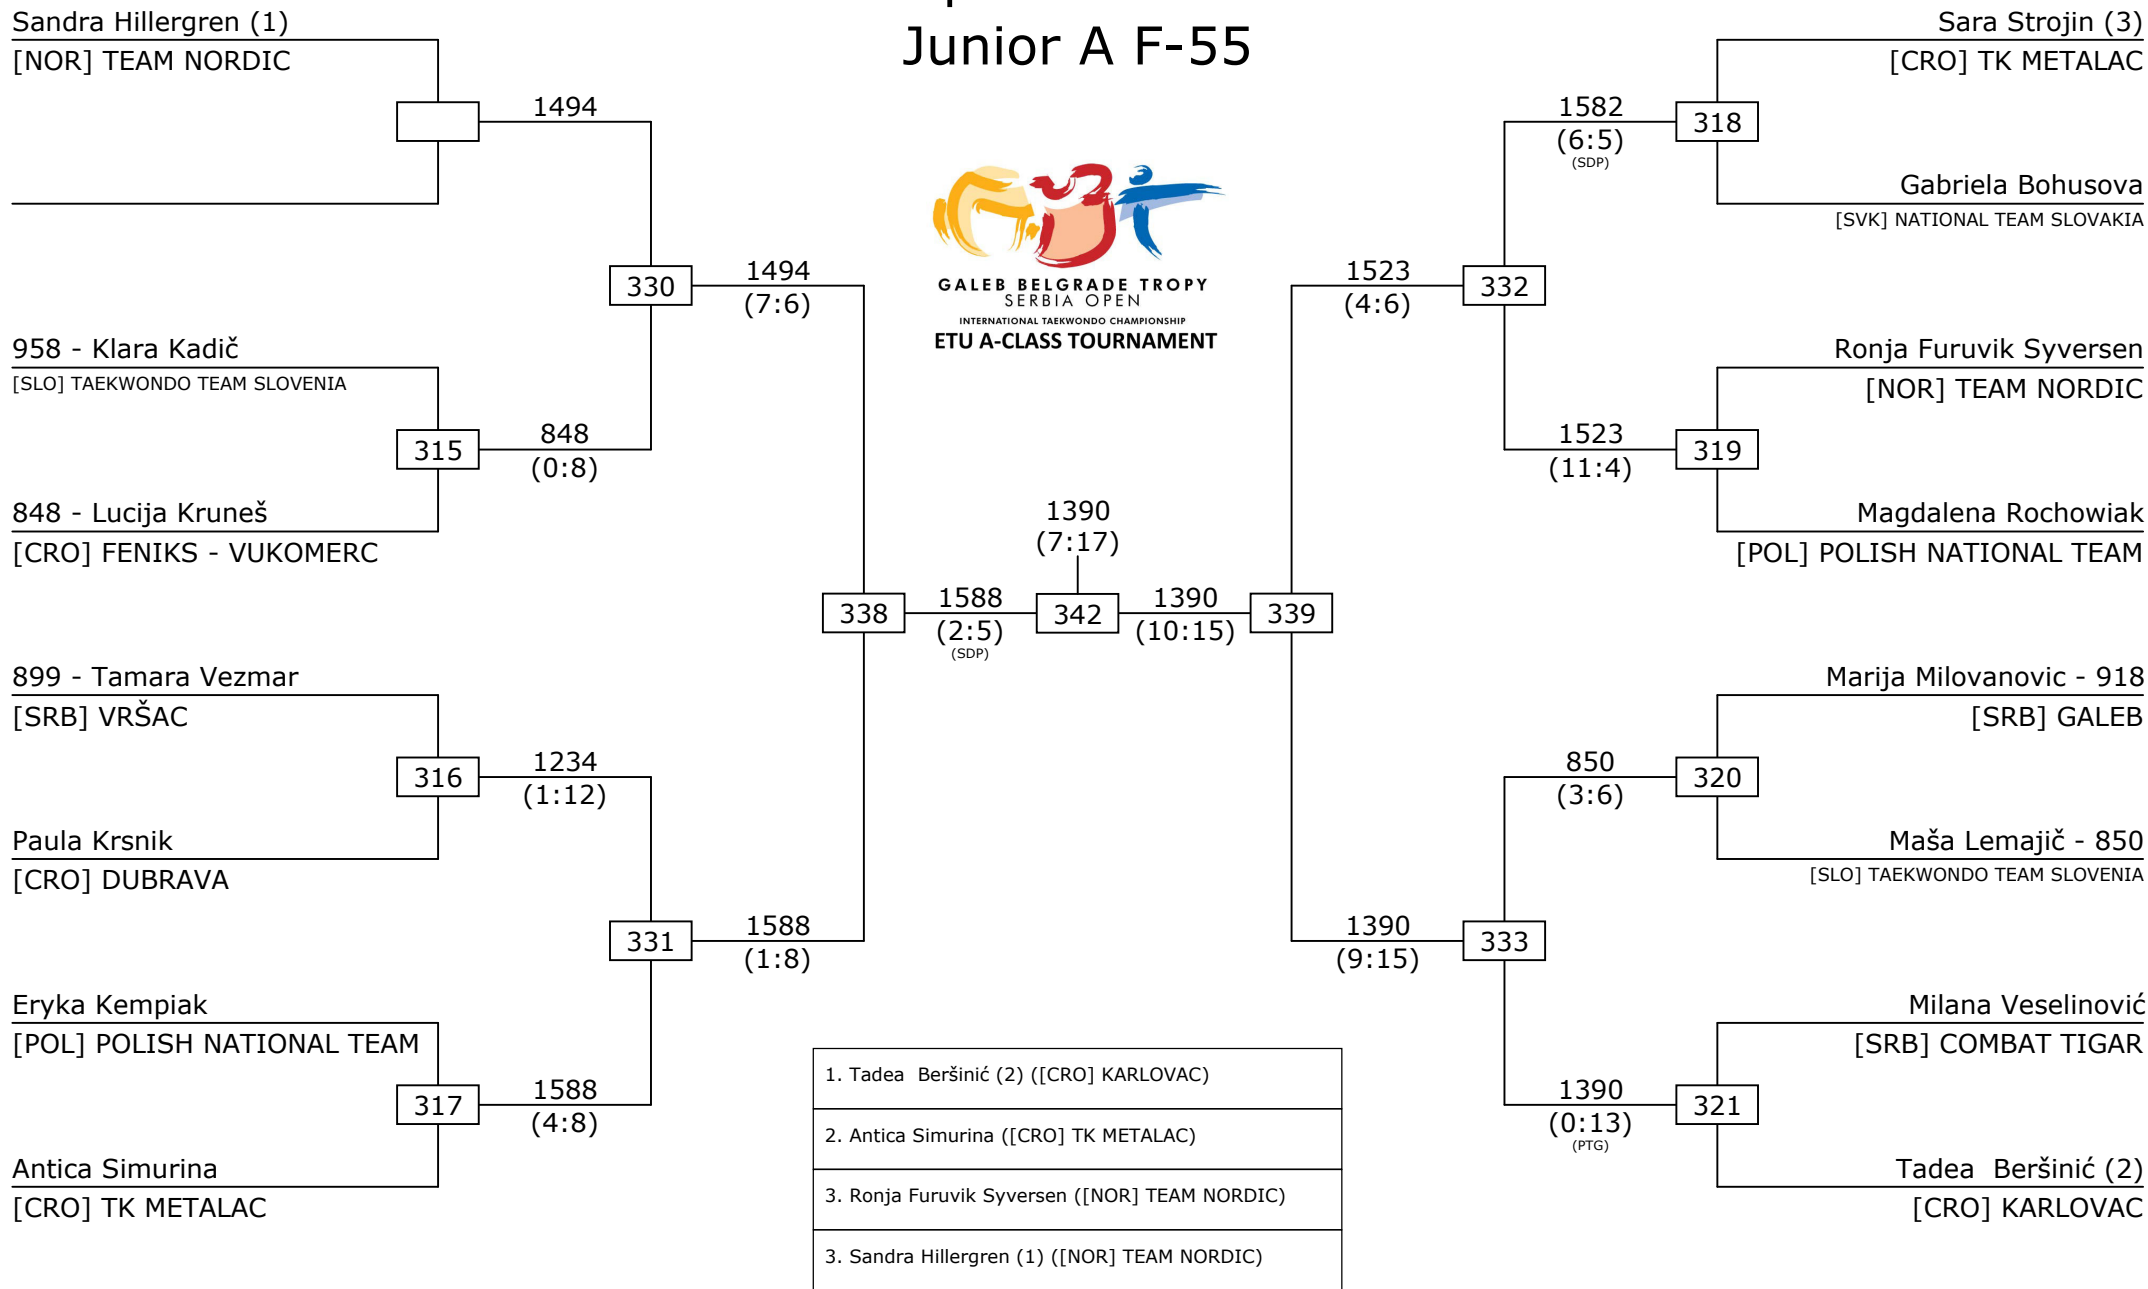 Junior A F-55
Sandra Hillergren (1)
[NOR] TEAM NORDIC
1494
958 - Klara Kadič
[SLO] TAEKWONDO TEAM SLOVENIA
315
848
(0:8)
848 - Lucija Kruneš
[CRO] FENIKS - VUKOMERC
330
1494
(7:6)
899 - Tamara Vezmar
[SRB] VRŠAC
316
1234
(1:12)
Paula Krsnik
[CRO] DUBRAVA
331
1588
(1:8)
Eryka Kempiak
[POL] POLISH NATIONAL TEAM
317
1588
(4:8)
Antica Simurina
[CRO] TK METALAC
GALEB BELGRADE TROPY
SERBIA OPEN
INTERNATIONAL TAEKWONDO CHAMPIONSHIP
ETU A-CLASS TOURNAMENT
338
1588
(2:5)
(SDP)
1390
(7:17)
342
1390
(10:15)
339
Sara Strojin (3)
[CRO] TK METALAC
1582
(6:5)
(SDP)
318
Gabriela Bohusova
[SVK] NATIONAL TEAM SLOVAKIA
1523
(4:6)
332
Ronja Furuvik Syversen
[NOR] TEAM NORDIC
1523
(11:4)
319
Magdalena Rochowiak
[POL] POLISH NATIONAL TEAM
Marija Milovanovic - 918
[SRB] GALEB
850
(3:6)
320
Maša Lemajič - 850
[SLO] TAEKWONDO TEAM SLOVENIA
1390
(9:15)
333
Milana Veselinović
[SRB] COMBAT TIGAR
1390
(0:13)
(PTG)
321
Tadea  Beršinić (2)
[CRO] KARLOVAC
1. Tadea  Beršinić (2) ([CRO] KARLOVAC)
2. Antica Simurina ([CRO] TK METALAC)
3. Ronja Furuvik Syversen ([NOR] TEAM NORDIC)
3. Sandra Hillergren (1) ([NOR] TEAM NORDIC)